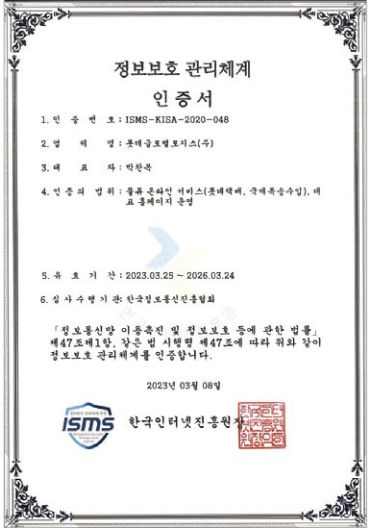 정보보호 관리체계
인 증 서
1. 인 증 번 호 : ISMS-KISA-2020-048
2. 업 체 명 : 롯데글로벌로지스(주)
3. 대 표 자 : 박찬복
4. 인증의 범위 : 물류 온라인 서비스(롯데택배, 국제특송수입), 대
표 홈페이지 운영
5. 유 효 기 간 : 2023.03.25 ~ 2026.03.24
6. 심사수행기관: 한국정보통신진흥협회
「정보통신망 이용촉진 및 정보보호 등에 관한 법률」
제47조제1항, 같은 법 시행령 제47조에 따라 위와 같이
정보보호 관리체계를 인증합니다.
2023년 03월 08일
ISMS
한국인터넷진흥원장